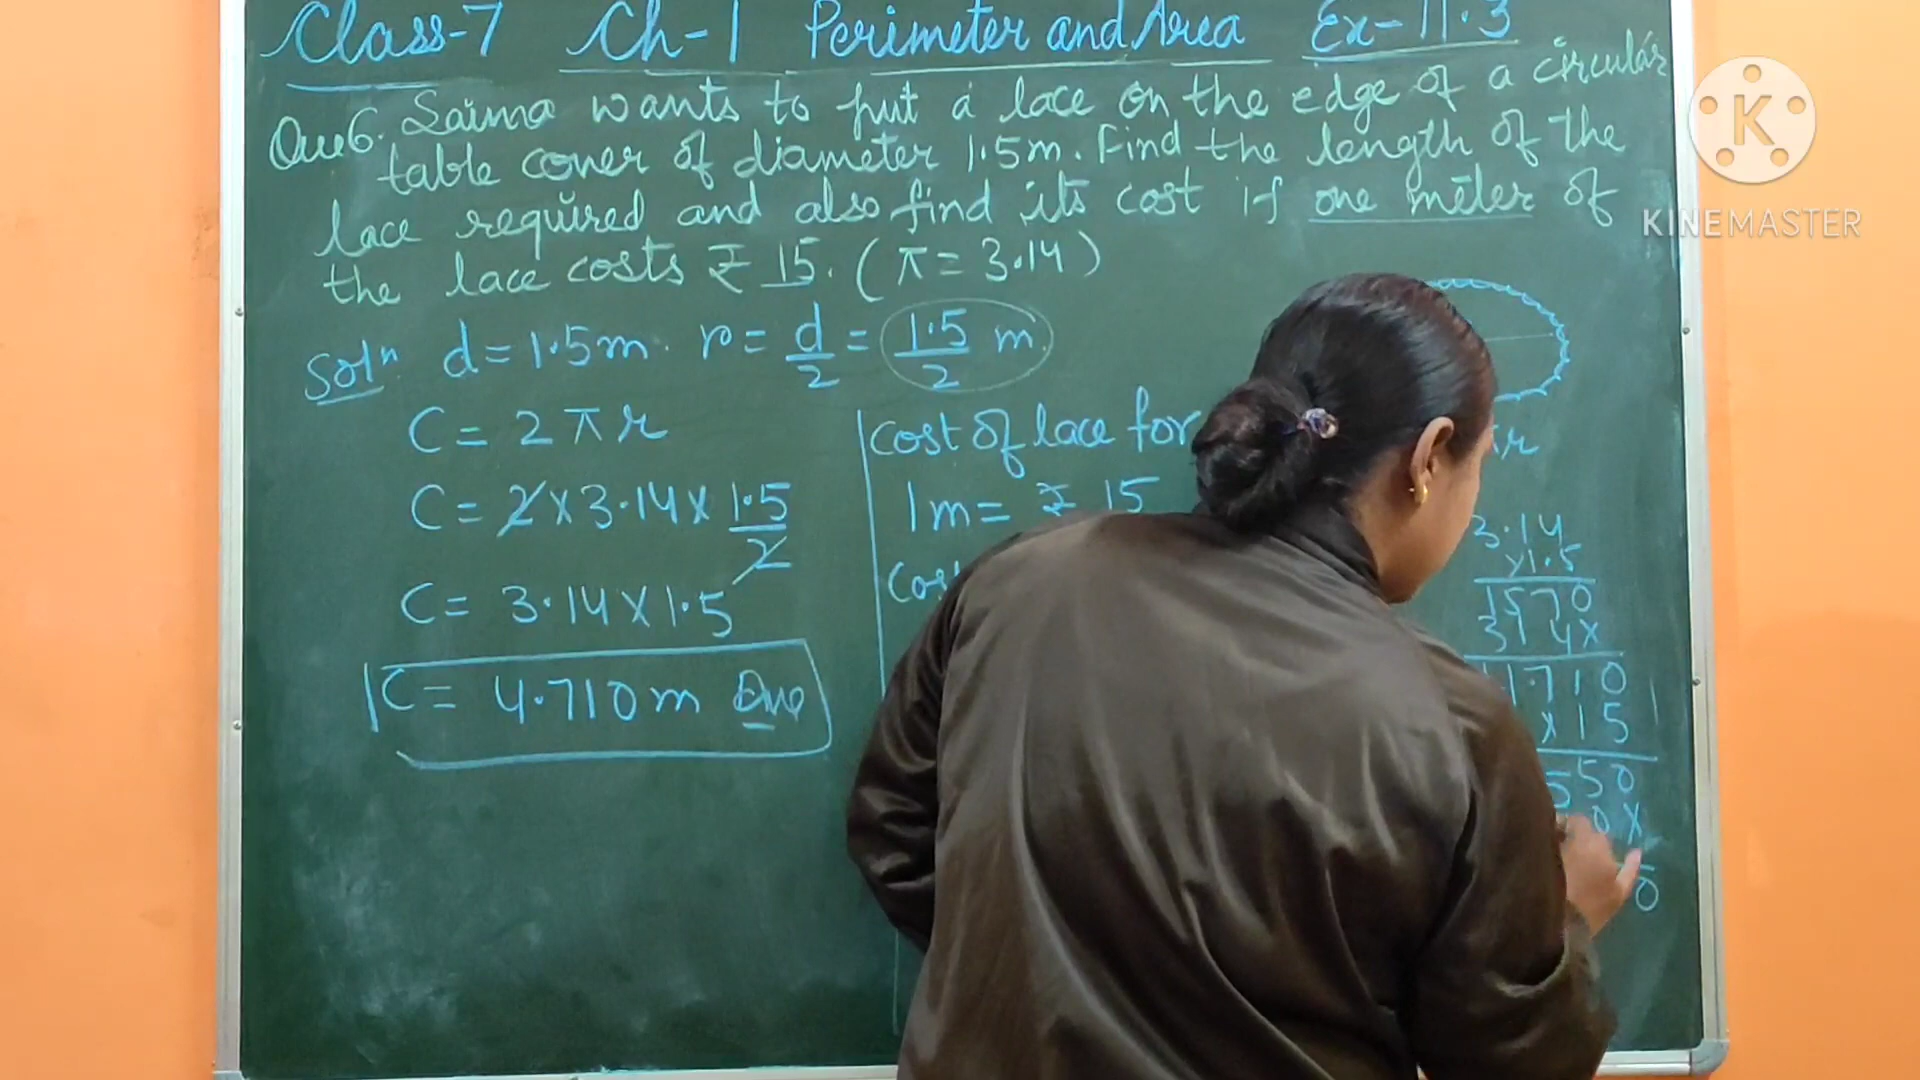 Class-7 Ch-1 Perimeter and Area Ex-11.3
Que6. Saima wants to put a lace on the edge of a circular
table cover of diameter 1.5m. Find the length of the
lace required and also find its cost if one meter of
the lace costs ₹ 15. (π = 3.14)
Solⁿ d = 1.5m. r = d/2 = 1.5/2 m
C = 2πr
C = 2 × 3.14 × 1.5/2
C = 3.14 × 1.5
C = 4.710 m Ans
Cost of lace for
1m = ₹ 15
Cos
r
3.14
×1.5
1570
314×
.710
×15
550
0×
0
K
KINEMASTER